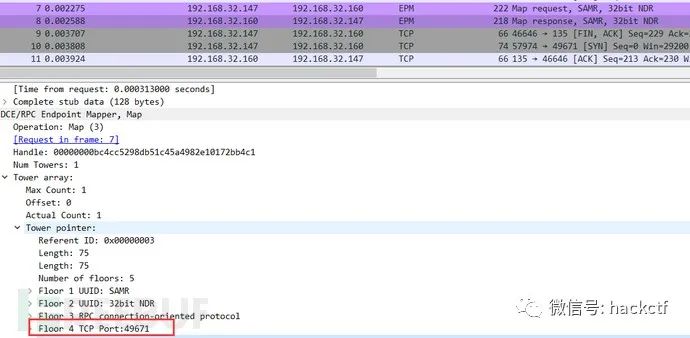 7 0.002275 192.168.32.147 192.168.32.160 EPM 222 Map request, SAMR, 32bit NDR
8 0.002588 192.168.32.160 192.168.32.147 EPM 218 Map response, SAMR, 32bit NDR
9 0.003707 192.168.32.147 192.168.32.160 TCP 66 46646 → 135 [FIN, ACK] Seq=229 Ack=
10 0.003808 192.168.32.147 192.168.32.160 TCP 74 57974 → 49671 [SYN] Seq=0 Win=29200
11 0.003924 192.168.32.160 192.168.32.147 TCP 66 135 → 46646 [ACK] Seq=213 Ack=230 W
[Time from request: 0.000313000 seconds]
Complete stub data (128 bytes)
DCE/RPC Endpoint Mapper, Map
Operation: Map (3)
[Request in frame: 7]
Handle: 00000000bc4cc5298db51c45a4982e10172bb4c1
Num Towers: 1
Tower array:
Max Count: 1
Offset: 0
Actual Count: 1
Tower pointer:
Referent ID: 0x00000003
Length: 75
Length: 75
Number of floors: 5
Floor 1 UUID: SAMR
Floor 2 UUID: 32bit NDR
Floor 3 RPC connection-oriented protocol
Floor 4 TCP Port:49671
微信号: hackctf